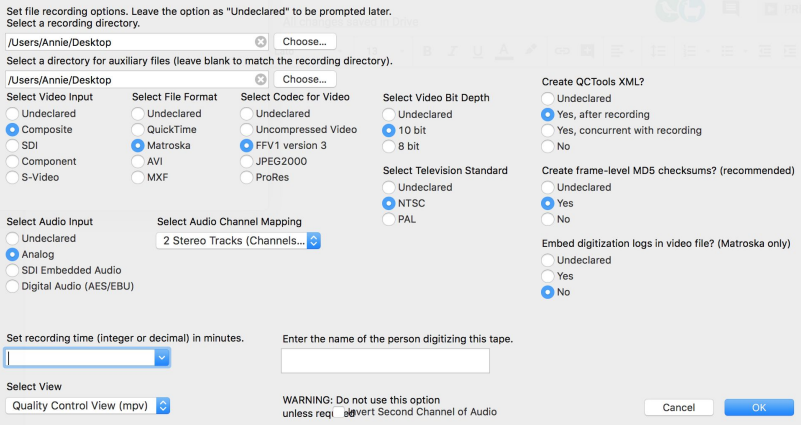 Set file recording options. Leave the option as "Undeclared" to be prompted later.
Select a recording directory.
/Users/Annie/Desktop
Choose...
Select a directory for auxiliary files (leave blank to match the recording directory).
/Users/Annie/Desktop
Choose...
Select Video Input
Undeclared
Composite
SDI
Component
S-Video
Select File Format
Undeclared
QuickTime
Matroska
AVI
MXF
Select Codec for Video
Undeclared
Uncompressed Video
FFV1 version 3
JPEG2000
ProRes
Select Video Bit Depth
Undeclared
10 bit
8 bit
Select Television Standard
Undeclared
NTSC
PAL
Create QCTools XML?
Undeclared
Yes, after recording
Yes, concurrent with recording
No
Create frame-level MD5 checksums? (recommended)
Undeclared
Yes
No
Embed digitization logs in video file? (Matroska only)
Undeclared
Yes
No
Select Audio Input
Undeclared
Analog
SDI Embedded Audio
Digital Audio (AES/EBU)
Select Audio Channel Mapping
2 Stereo Tracks (Channels...
Set recording time (integer or decimal) in minutes.
Enter the name of the person digitizing this tape.
Select View
Quality Control View (mpv)
WARNING: Do not use this option
unless required
Invert Second Channel of Audio
Cancel
OK